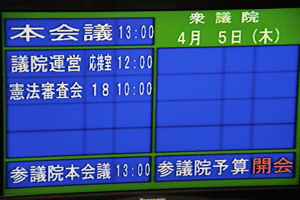 本会議 13:00
衆議院
4月 5日(木)
議院運営 応接室 12:00
憲法審査会 18 10:00
参議院本会議 13:00
参議院予算 開会
Panasonic